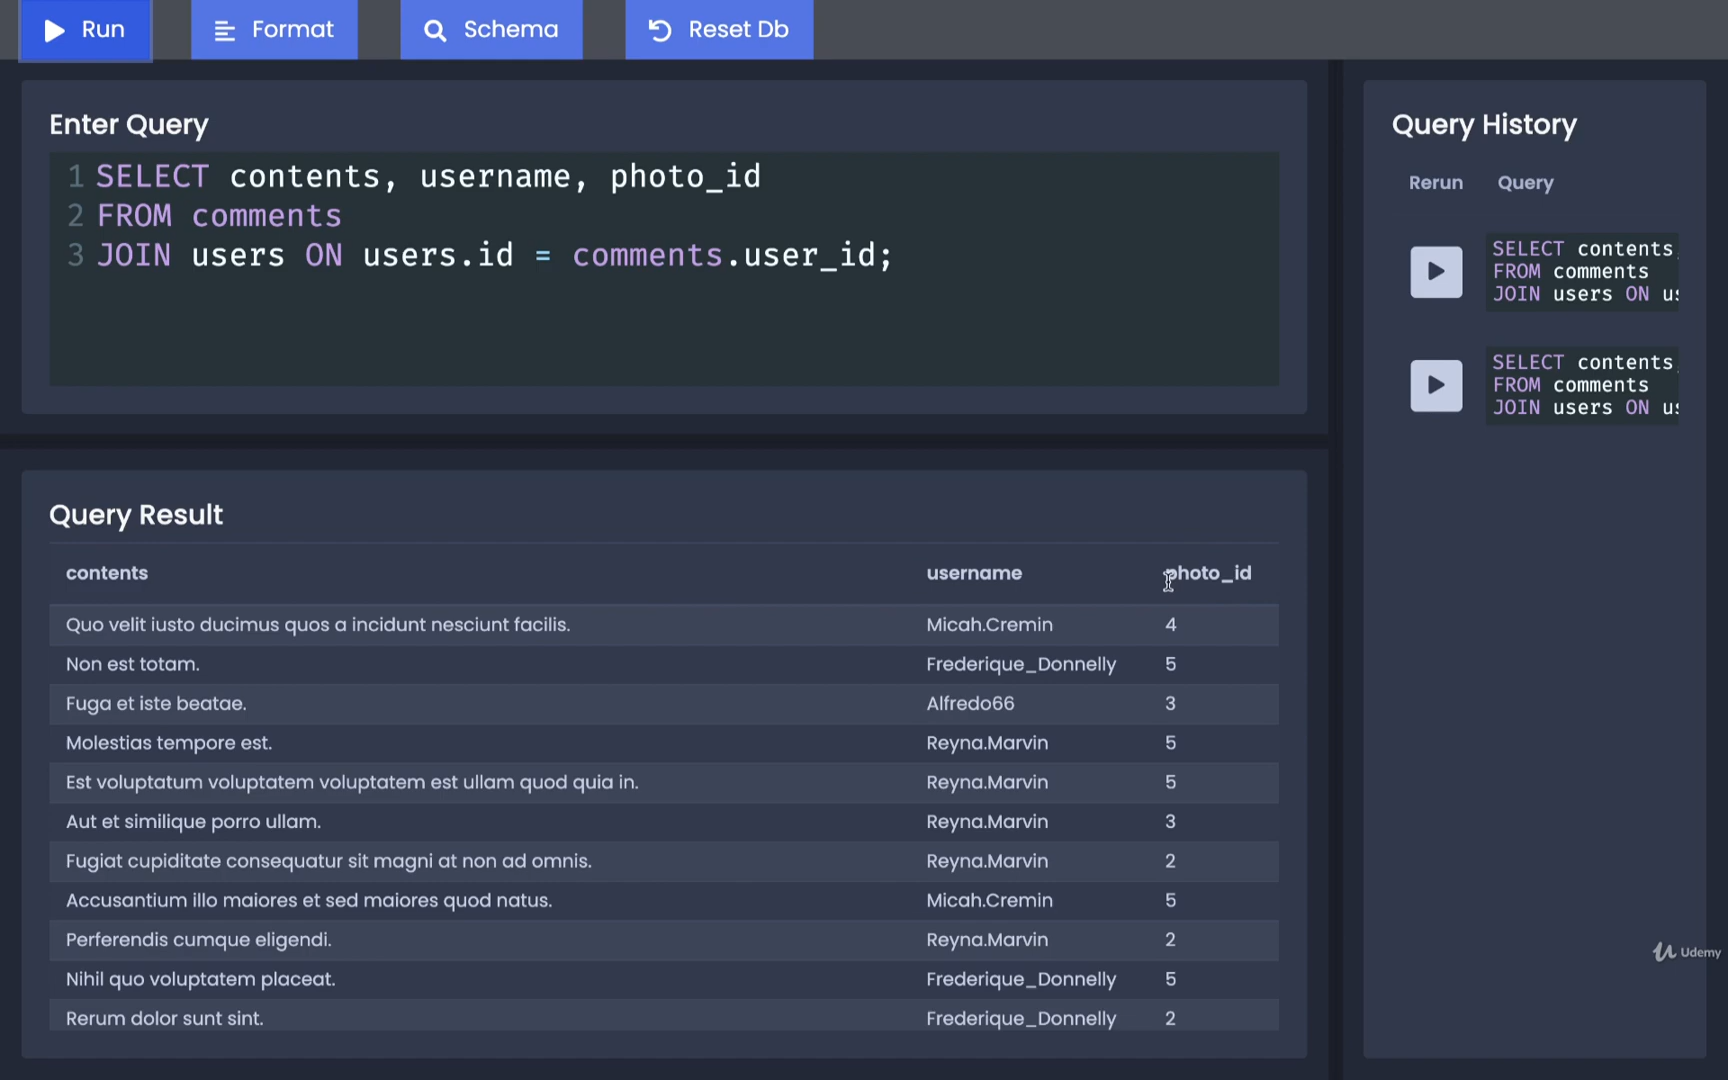 Run
Format
Schema
Reset Db
Enter Query
1 SELECT contents, username, photo_id
2 FROM comments
3 JOIN users ON users.id = comments.user_id;
Query Result
contents username photo_id
Quo velit iusto ducimus quos a incidunt nesciunt facilis. Micah.Cremin 4
Non est totam. Frederique_Donnelly 5
Fuga et iste beatae. Alfredo66 3
Molestias tempore est. Reyna.Marvin 5
Est voluptatum voluptatem voluptatem est ullam quod quia in. Reyna.Marvin 5
Aut et similique porro ullam. Reyna.Marvin 3
Fugiat cupiditate consequatur sit magni at non ad omnis. Reyna.Marvin 2
Accusantium illo maiores et sed maiores quod natus. Micah.Cremin 5
Perferendis cumque eligendi. Reyna.Marvin 2
Nihil quo voluptatem placeat. Frederique_Donnelly 5
Rerum dolor sunt sint. Frederique_Donnelly 2
Query History
Rerun Query
SELECT contents,
FROM comments
JOIN users ON us
SELECT contents,
FROM comments
JOIN users ON us
Udemy